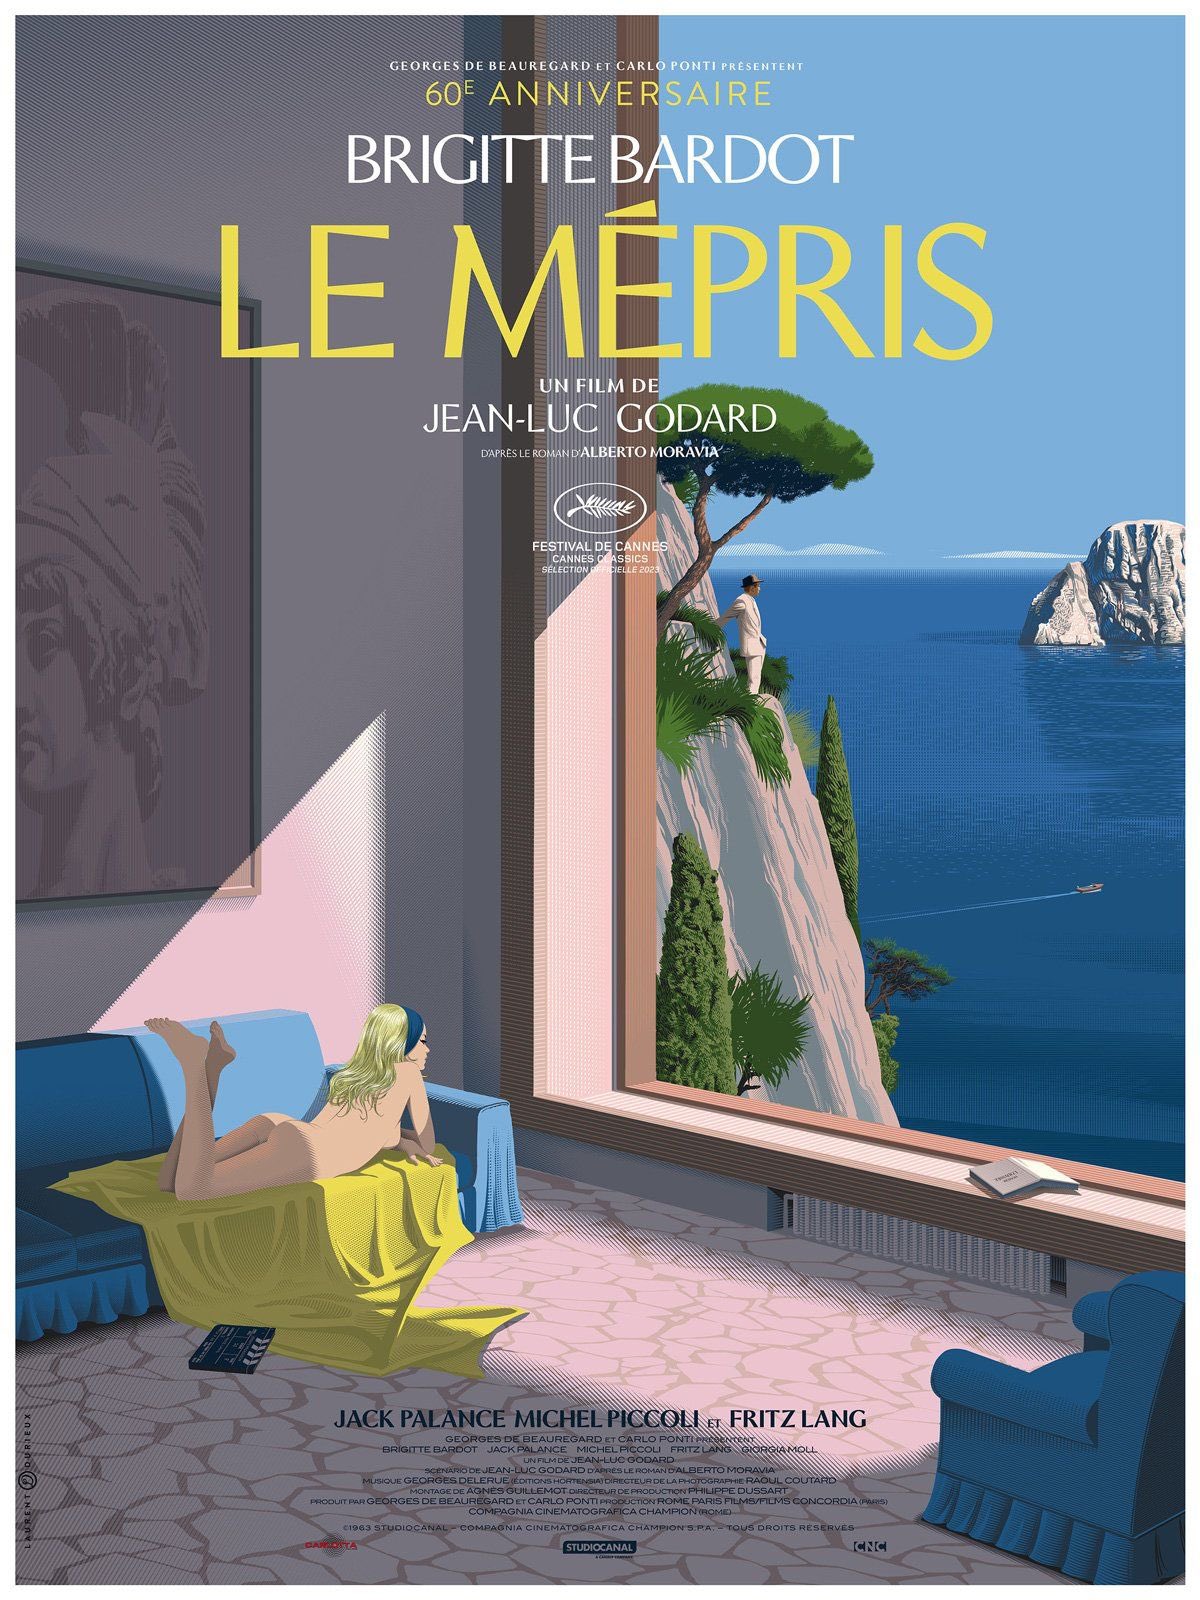 GEORGES DE BEAUREGARD ET CARLO PONTI PRÉSENTENT
60E ANNIVERSAIRE
BRIGITTE BARDOT
LE MÉPRIS
UN FILM DE
JEAN-LUC GODARD
D'APRÈS LE ROMAN D'ALBERTO MORAVIA
FESTIVAL DE CANNES
CANNES CLASSICS
SÉLECTION OFFICIELLE 2023
JACK PALANCE MICHEL PICCOLI ET FRITZ LANG
GEORGES DE BEAUREGARD ET CARLO PONTI PRÉSENTENT
BRIGITTE BARDOT JACK PALANCE MICHEL PICCOLI FRITZ LANG GIORGIA MOLL
UN FILM DE JEAN-LUC GODARD
SCÉNARIO DE JEAN-LUC GODARD D'APRÈS LE ROMAN D'ALBERTO MORAVIA
MUSIQUE GEORGES DELERUE (ÉDITIONS HORTENSIA) DIRECTEUR DE LA PHOTOGRAPHIE RAOUL COUTARD
MONTAGE DE AGNÈS GUILLEMOT DIRECTEUR DE PRODUCTION PHILIPPE DUSSART
PRODUIT PAR GEORGES DE BEAUREGARD ET CARLO PONTI PRODUCTION ROME PARIS FILMS/FILMS CONCORDIA (PARIS)
COMPAGNIA CINEMATOGRAFICA CHAMPION (ROME)
©1963 STUDIOCANAL – COMPAGNIA CINEMATOGRAFICA CHAMPION S.P.A. – TOUS DROITS RÉSERVÉS
CARLOTTA
STUDIOCANAL
A CANAL+ COMPANY
CNC
LAURENT DURIEUX